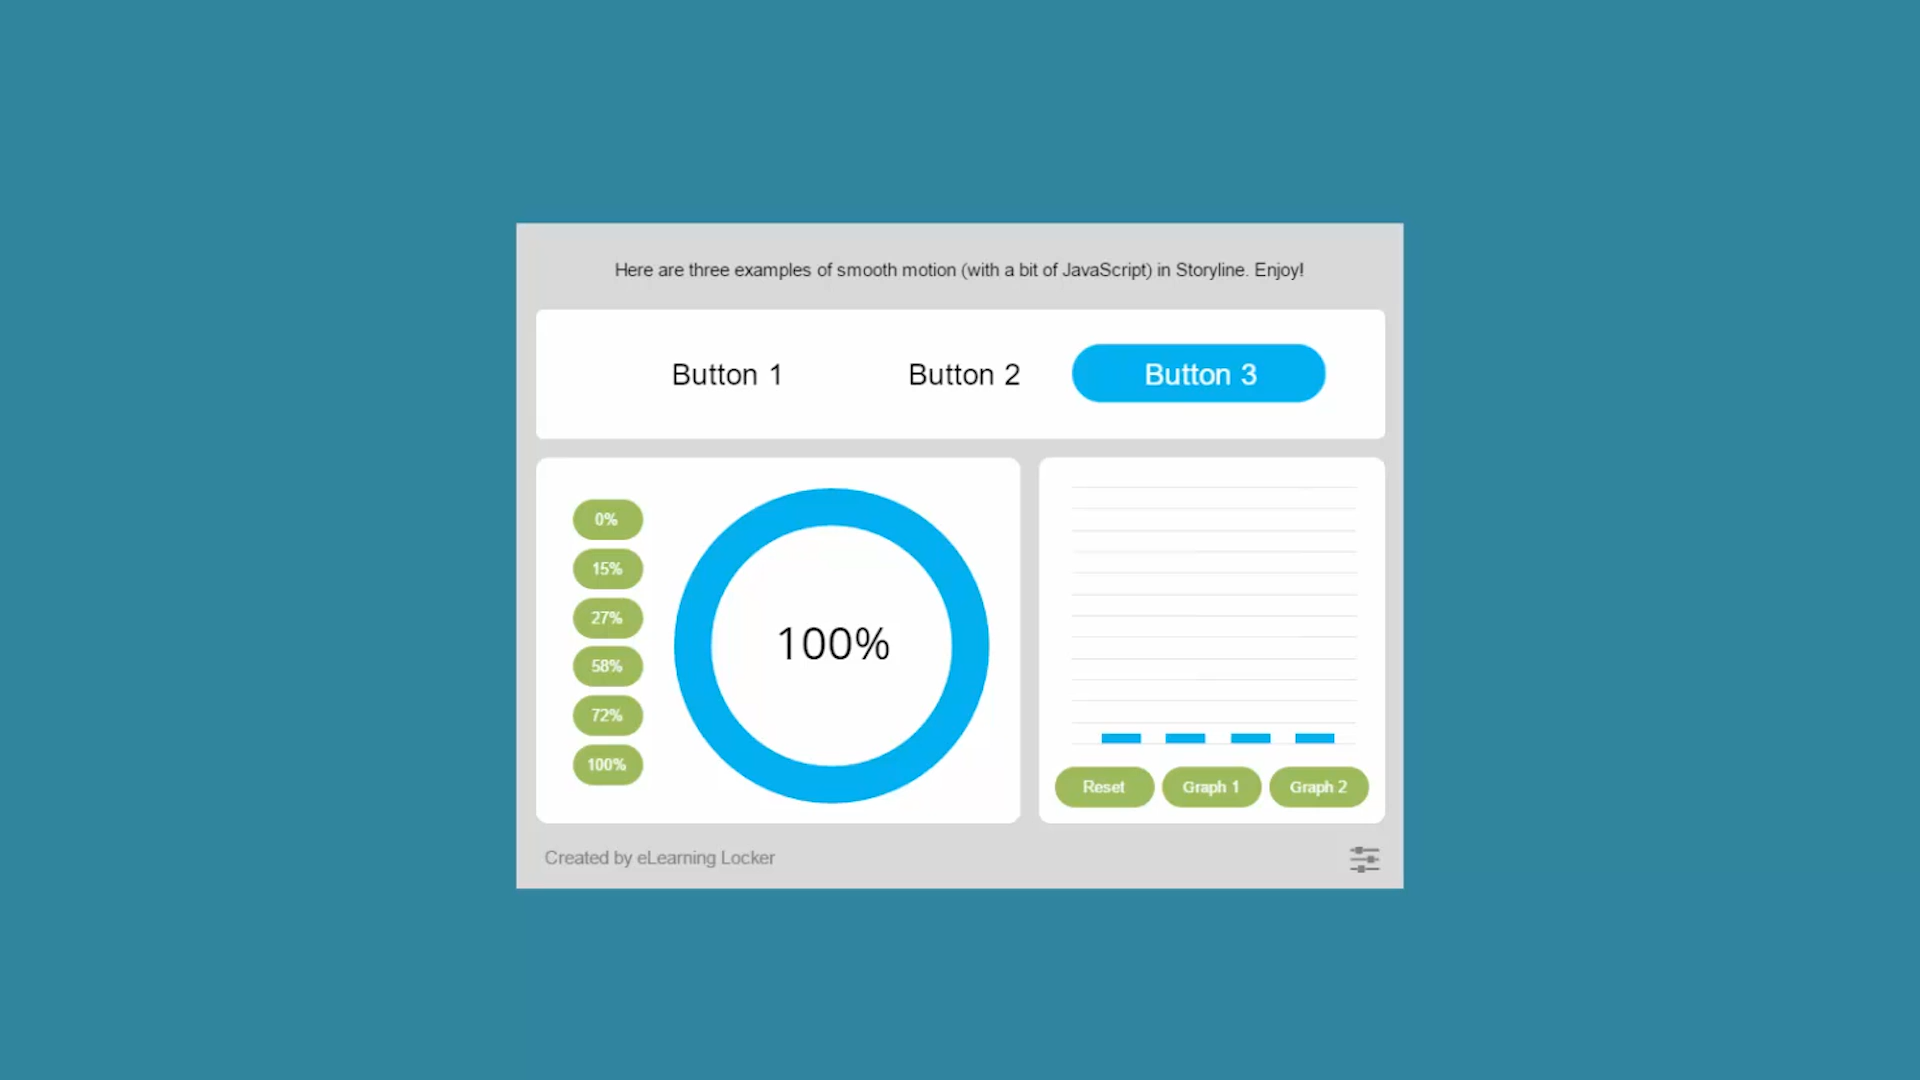 Here are three examples of smooth motion (with a bit of JavaScript) in Storyline. Enjoy!
Button 1
Button 2
Button 3
0%
15%
27%
58%
72%
100%
100%
Reset
Graph 1
Graph 2
Created by eLearning Locker